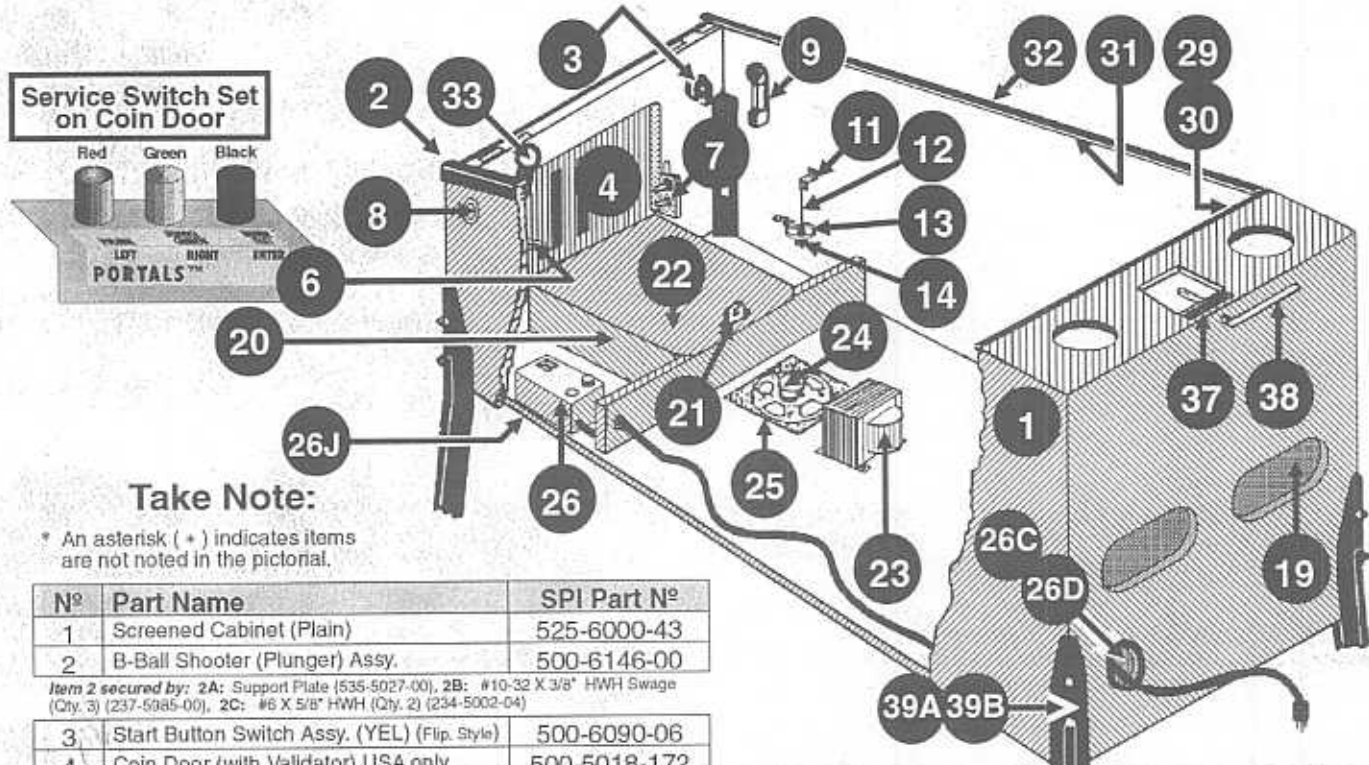 Service Switch Set
on Coin Door
Red Green Black
LEFT RIGHT ENTER
PORTALS™
2
33
3
9
32
31
29
30
8
4
7
11
12
13
14
6
22
20
24
21
26J
26
25
23
1
37
38
26C
26D
19
39A 39B
Take Note:
* An asterisk ( * ) indicates items
are not noted in the pictorial.
Nº Part Name SPI Part Nº
1 Screened Cabinet (Plain) 525-6000-43
2 B-Ball Shooter (Plunger) Assy. 500-6146-00
Item 2 secured by: 2A: Support Plate (535-5027-00), 2B: #10-32 X 3/8" HWH Swage
(Qty. 3) (237-5985-00), 2C: #6 X 5/8" HWH (Qty. 2) (234-5002-04)
3 Start Button Switch Assy. (YEL) (Flip. Style) 500-6090-06
4 Coin Door (with Validator) USA only 500-5018-172